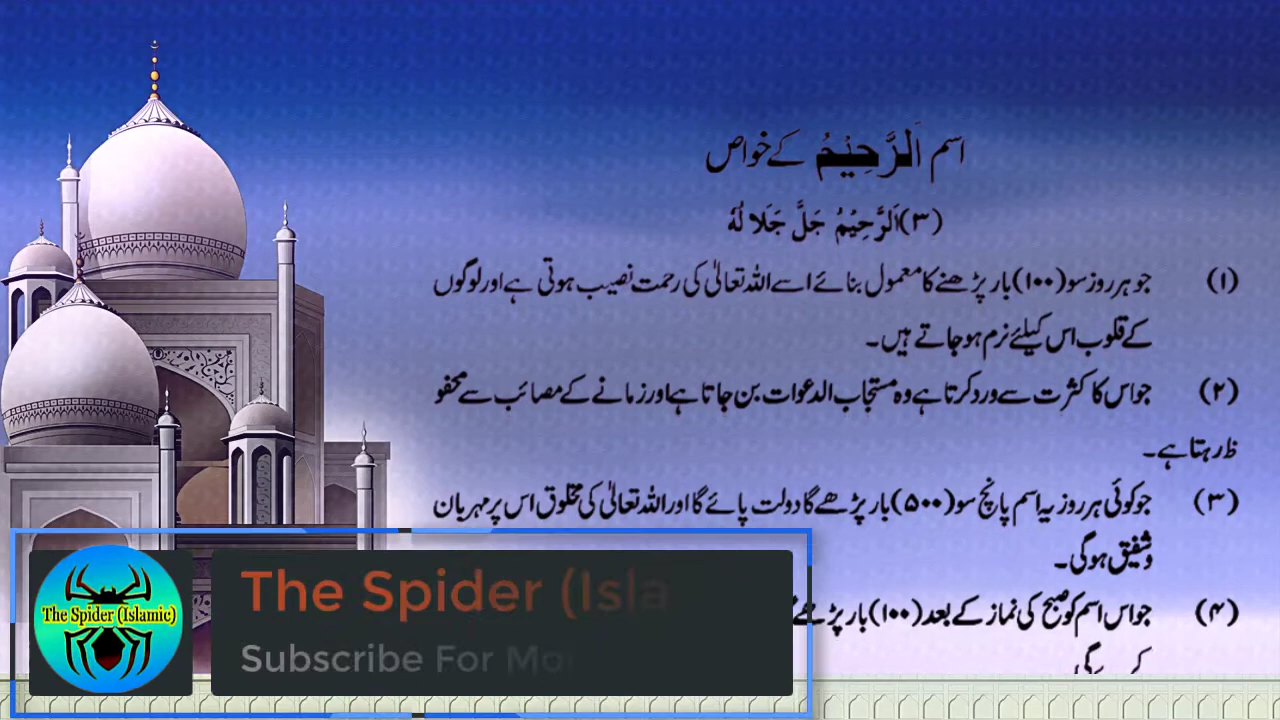 اسم اَلرَّحِیْمُ کے خواص
(۳)اَلرَّحِیْمُ جَلَّ جَلَا لُہٗ
(۱) جو ہر روز سو(۱۰۰) بار پڑھنے کا معمول بنائے اسے اللہ تعالیٰ کی رحمت نصیب ہوتی ہے اور لوگوں
کے قلوب اس کیلئے نرم ہو جاتے ہیں۔
(۲) جو اس کا کثرت سے ورد کرتا ہے وہ مستجاب الدعوات بن جاتا ہے اور زمانے کے مصائب سے محفو
ظ رہتا ہے۔
(۳) جو کوئی ہر روز یہ اسم پانچ سو (۵۰۰) بار پڑھے گا دولت پائے گا اور اللہ تعالیٰ کی مخلوق اس پر مہربان
و شفیق ہوگی۔
(۴) جو اس اسم کو صبح کی نماز کے بعد (۱۰۰) بار پڑھے
The Spider (Islamic)
The Spider (Isla
Subscribe For Mor